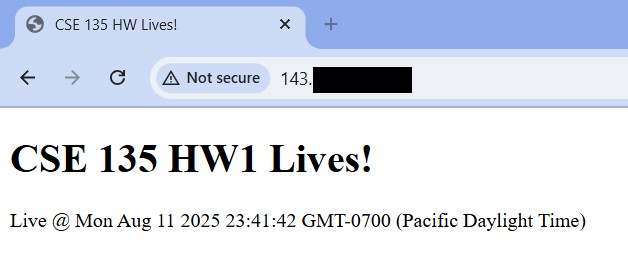 CSE 135 HW Lives!
Not secure 143.
CSE 135 HW1 Lives!
Live @ Mon Aug 11 2025 23:41:42 GMT-0700 (Pacific Daylight Time)